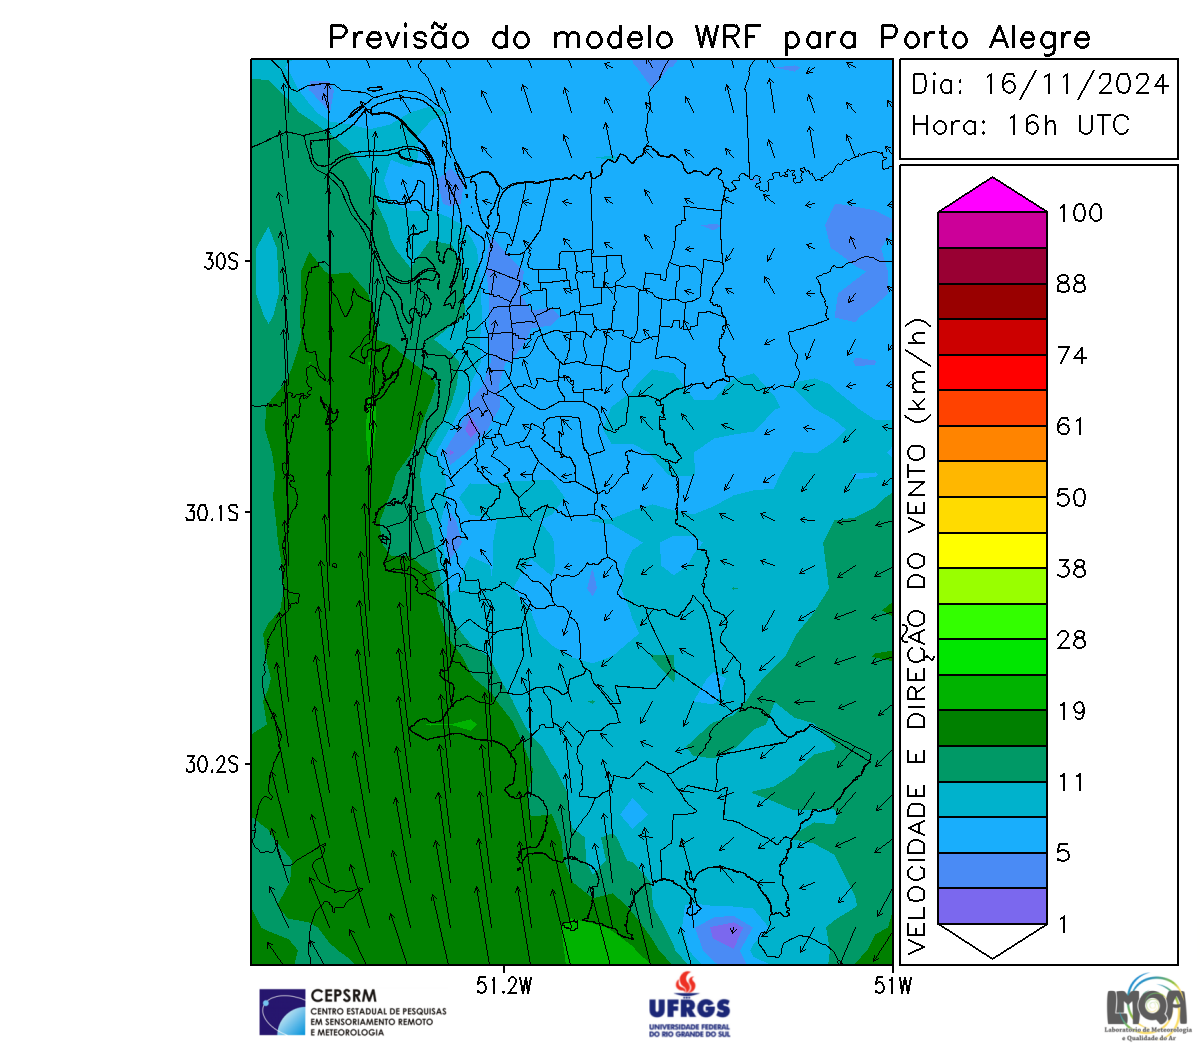 Previsão do modelo WRF para Porto Alegre
Dia: 16/11/2024
Hora: 16h UTC
30S
30.1S
30.2S
51.2W
51W
VELOCIDADE E DIREÇÃO DO VENTO (km/h)
100
88
74
61
50
38
28
19
11
5
1
CEPSRM
CENTRO ESTADUAL DE PESQUISAS
EM SENSORIAMENTO REMOTO
E METEOROLOGIA
UFRGS
UNIVERSIDADE FEDERAL
DO RIO GRANDE DO SUL
LMQA
Laboratório de Meteorologia
e Qualidade do Ar